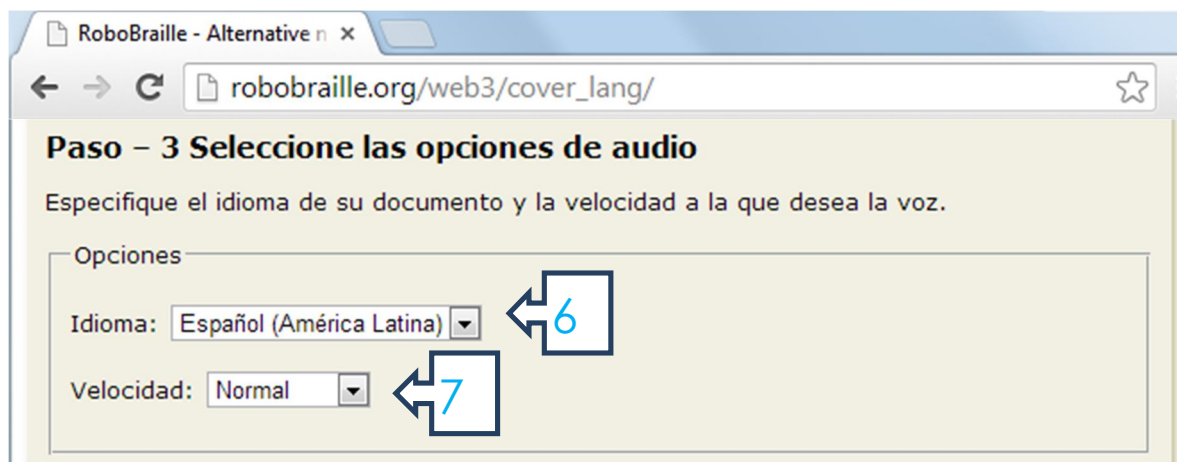 RoboBraille - Alternative n
robobraille.org/web3/cover_lang/
Paso – 3 Seleccione las opciones de audio
Especifique el idioma de su documento y la velocidad a la que desea la voz.
Opciones
Idioma: Español (América Latina) 6
Velocidad: Normal 7